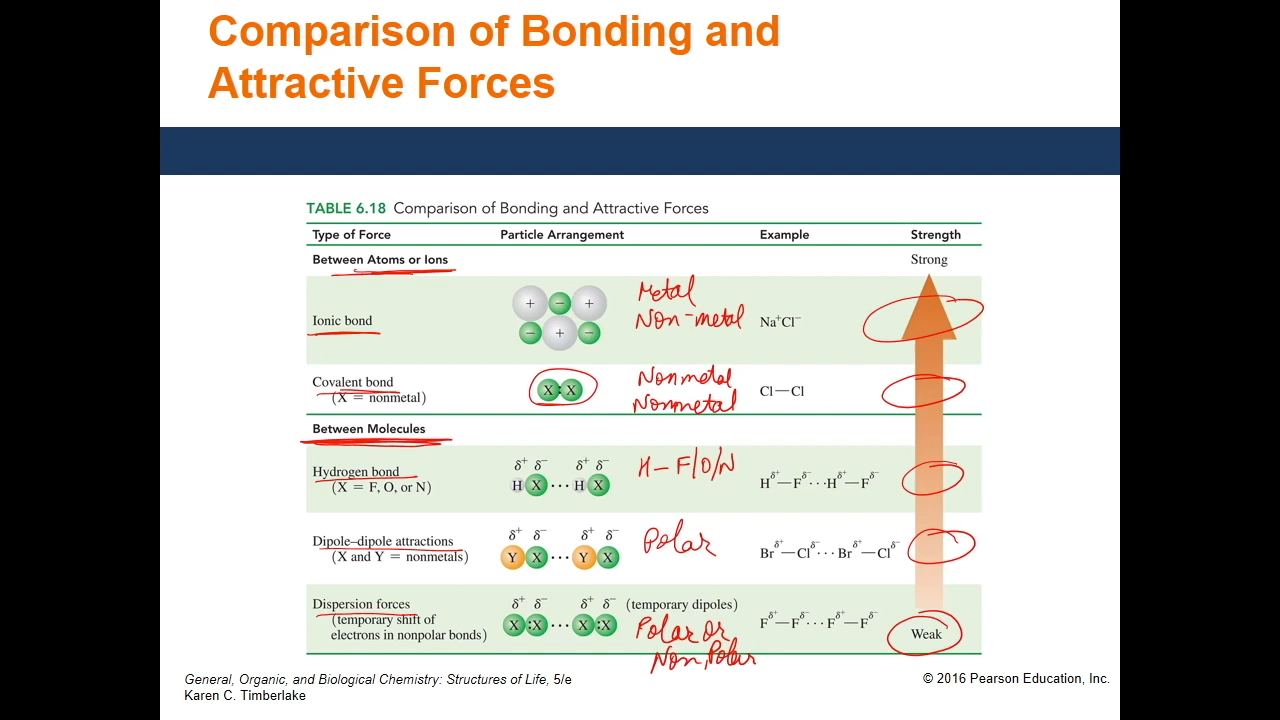 Comparison of Bonding and
Attractive Forces
TABLE 6.18 Comparison of Bonding and Attractive Forces
Type of Force Particle Arrangement Example Strength
Between Atoms or Ions Strong
Ionic bond + − + − + − Metal
Non-metal Na⁺Cl⁻
Covalent bond
(X = nonmetal) X:X Nonmetal
Nonmetal Cl—Cl
Between Molecules
Hydrogen bond
(X = F, O, or N) δ⁺ δ⁻ δ⁺ δ⁻
H X ··· H X H-F/O/N Hδ⁺—Fδ⁻···Hδ⁺—Fδ⁻
Dipole–dipole attractions
(X and Y = nonmetals) δ⁺ δ⁻ δ⁺ δ⁻
Y X ··· Y X Polar Brδ⁺—Clδ⁻···Brδ⁺—Clδ⁻
Dispersion forces
(temporary shift of
electrons in nonpolar bonds) δ⁺ δ⁻ δ⁺ δ⁻ (temporary dipoles)
X:X ··· X:X Polar or
Non, Polar Fδ⁺—Fδ⁻···Fδ⁺—Fδ⁻ Weak
General, Organic, and Biological Chemistry: Structures of Life, 5/e
Karen C. Timberlake
© 2016 Pearson Education, Inc.